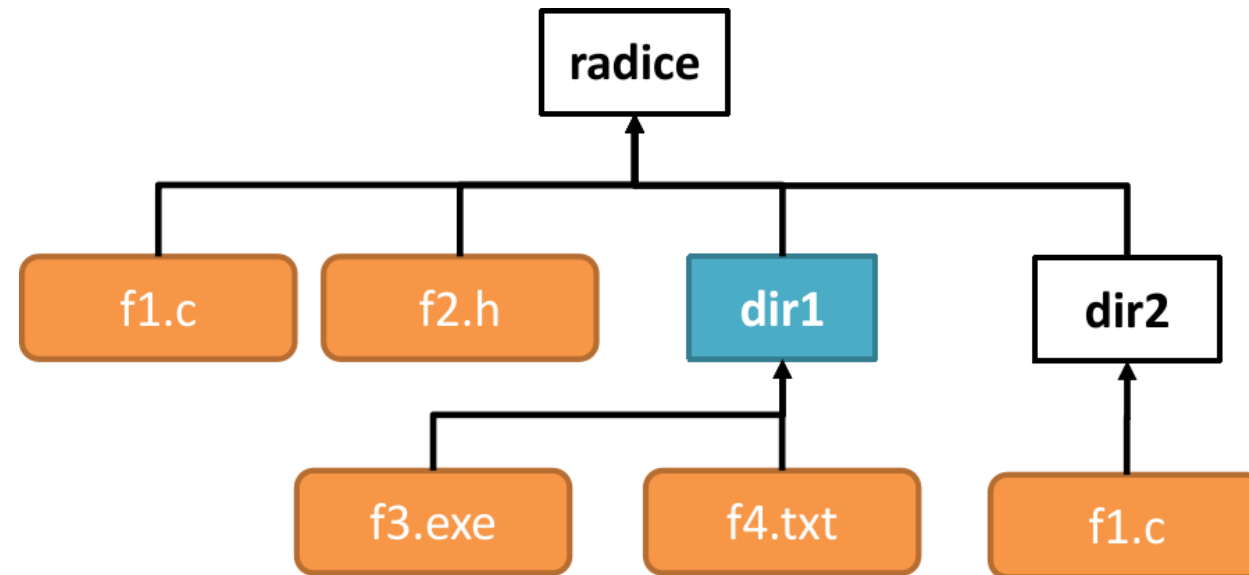 radice
f1.c
f2.h
dir1
dir2
f3.exe
f4.txt
f1.c